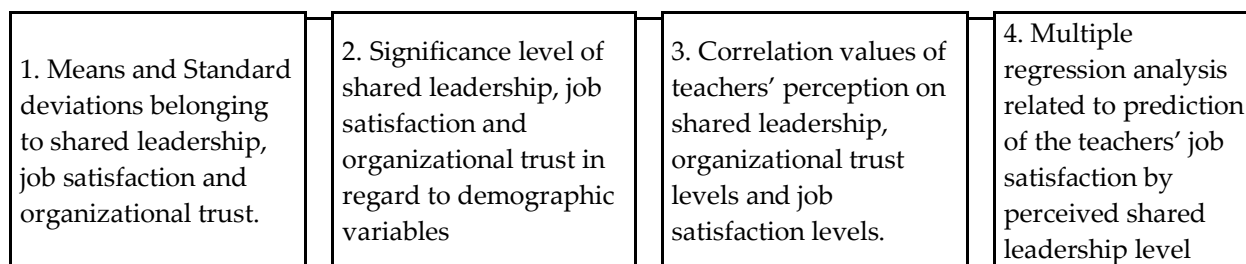 1. Means and Standard
deviations belonging
to shared leadership,
job satisfaction and
organizational trust.
2. Significance level of
shared leadership, job
satisfaction and
organizational trust in
regard to demographic
variables
3. Correlation values of
teachers’ perception on
shared leadership,
organizational trust
levels and job
satisfaction levels.
4. Multiple
regression analysis
related to prediction
of the teachers’ job
satisfaction by
perceived shared
leadership level